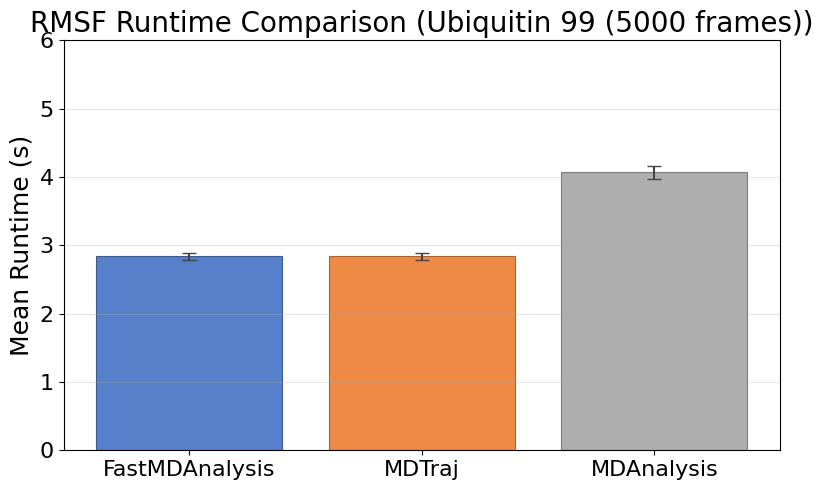 RMSF Runtime Comparison (Ubiquitin 99 (5000 frames))
Mean Runtime (s)
6
5
4
3
2
1
0
FastMDAnalysis MDTraj MDAnalysis